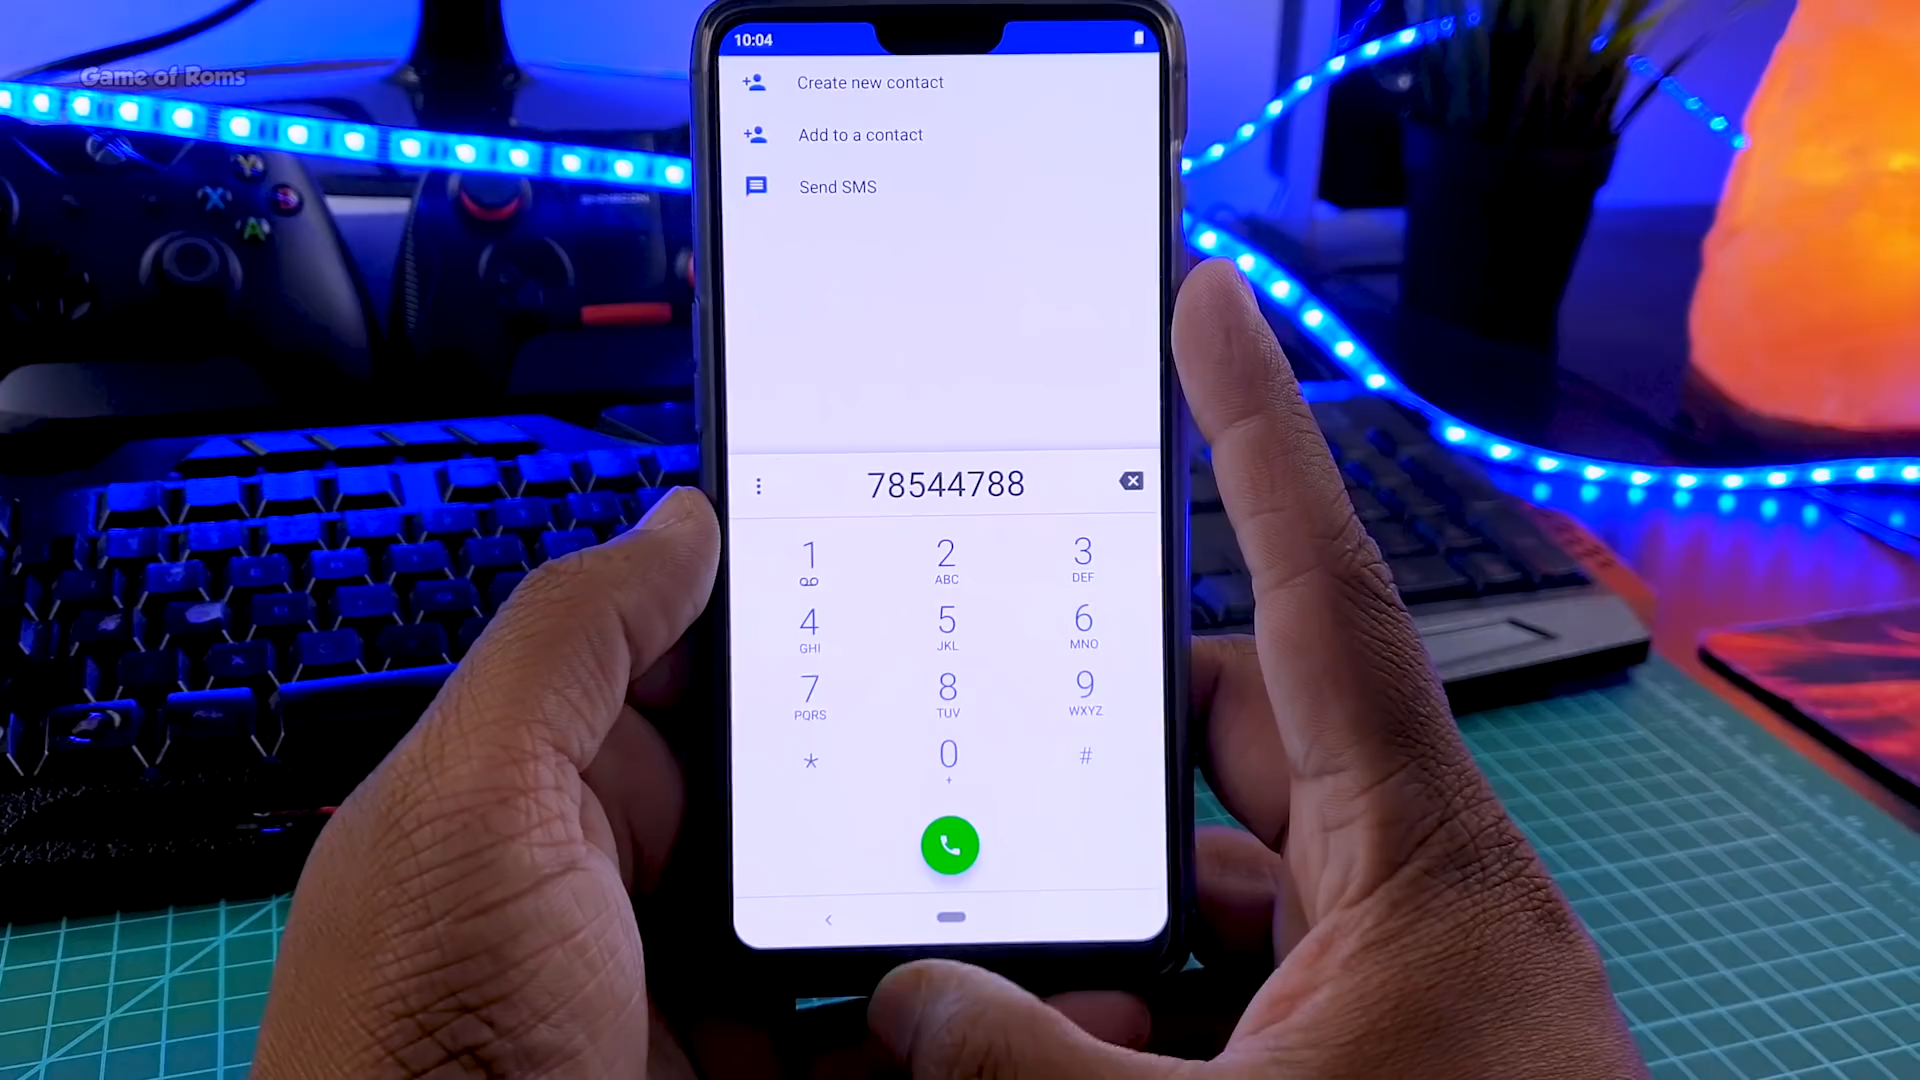 Game of Roms
10:04
Create new contact
Add to a contact
Send SMS
78544788
1 2 3
ABC DEF
4 5 6
GHI JKL MNO
7 8 9
PQRS TUV WXYZ
* 0 #
+
Y
X
A